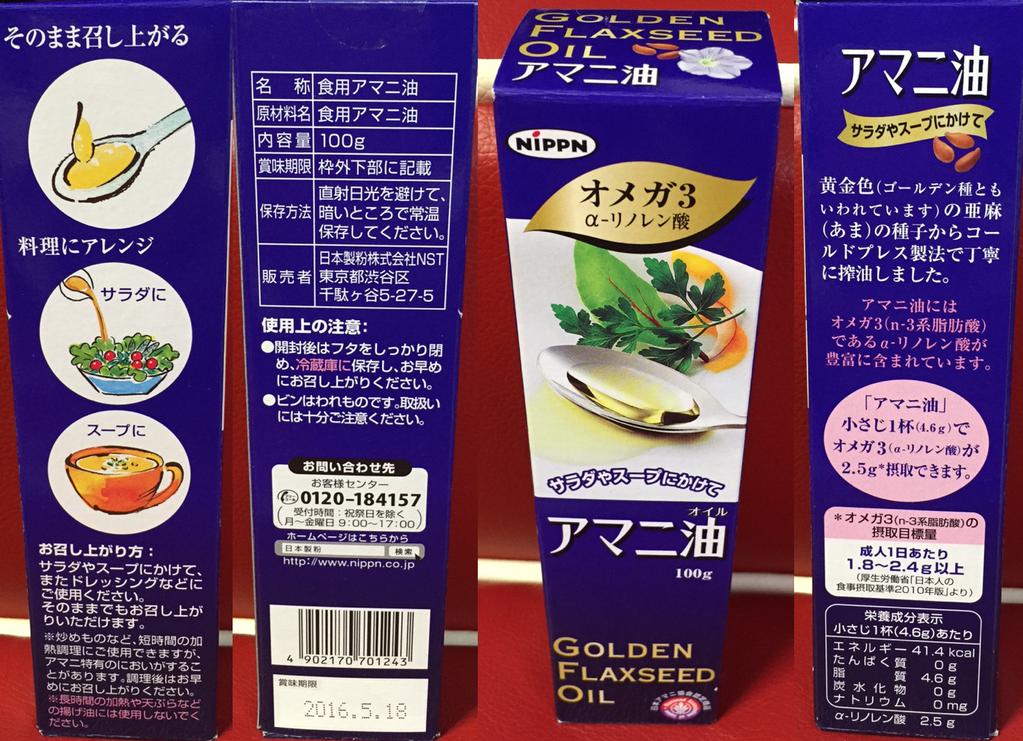 そのまま召し上がる
料理にアレンジ
サラダに
スープに
お召し上がり方：
サラダやスープにかけて、
またドレッシングなどに
ご使用ください。
そのままでもお召し上が
りいただけます。
※炒めものなど、短時間の加
熱調理にご使用できますが、
アマニ特有のにおいがするこ
とがあります。調理後はお早
めにお召し上がりください。
※長時間の加熱や天ぷらなど
の揚げ油には使用しないでく
ださい。
名 称 食用アマニ油
原材料名 食用アマニ油
内容量 100g
賞味期限 枠外下部に記載
保存方法 直射日光を避けて、
暗いところで常温
保存してください。
販売者 日本製粉株式会社NST
東京都渋谷区
千駄ヶ谷5-27-5
使用上の注意：
●開封後はフタをしっかり閉
め、冷蔵庫に保存し、お早め
にお召し上がりください。
●ビンはわれものです。取扱い
には十分ご注意ください。
お問い合わせ先
お客様センター
0120-184157
受付時間：祝祭日を除く
月〜金曜日 9:00〜17:00
ホームページはこちらから
日本製粉 検索
http://www.nippn.co.jp
4 902170 701243
賞味期限
2016.5.18
GOLDEN
FLAXSEED
OIL
アマニ油
NIPPN
オメガ3
α-リノレン酸
サラダやスープにかけて
オイル
アマニ油
100g
GOLDEN
FLAXSEED
OIL
アマニ油
サラダやスープにかけて
黄金色(ゴールデン種とも
いわれています)の亜麻
(あま)の種子からコー
ルドプレス製法で丁寧
に搾油しました。
アマニ油には
オメガ3(n-3系脂肪酸)
であるα-リノレン酸が
豊富に含まれています。
「アマニ油」
小さじ1杯(4.6g)で
オメガ3(α-リノレン酸)が
2.5g*摂取できます。
*オメガ3(n-3系脂肪酸)の
摂取目標量
成人1日あたり
1.8〜2.4g以上
(厚生労働省「日本人の
食事摂取基準2010年版」より)
栄養成分表示
小さじ1杯(4.6g)あたり
エネルギー 41.4 kcal
たんぱく質 0 g
脂 質 4.6 g
炭水化物 0 g
ナトリウム 0 mg
α-リノレン酸 2.5 g